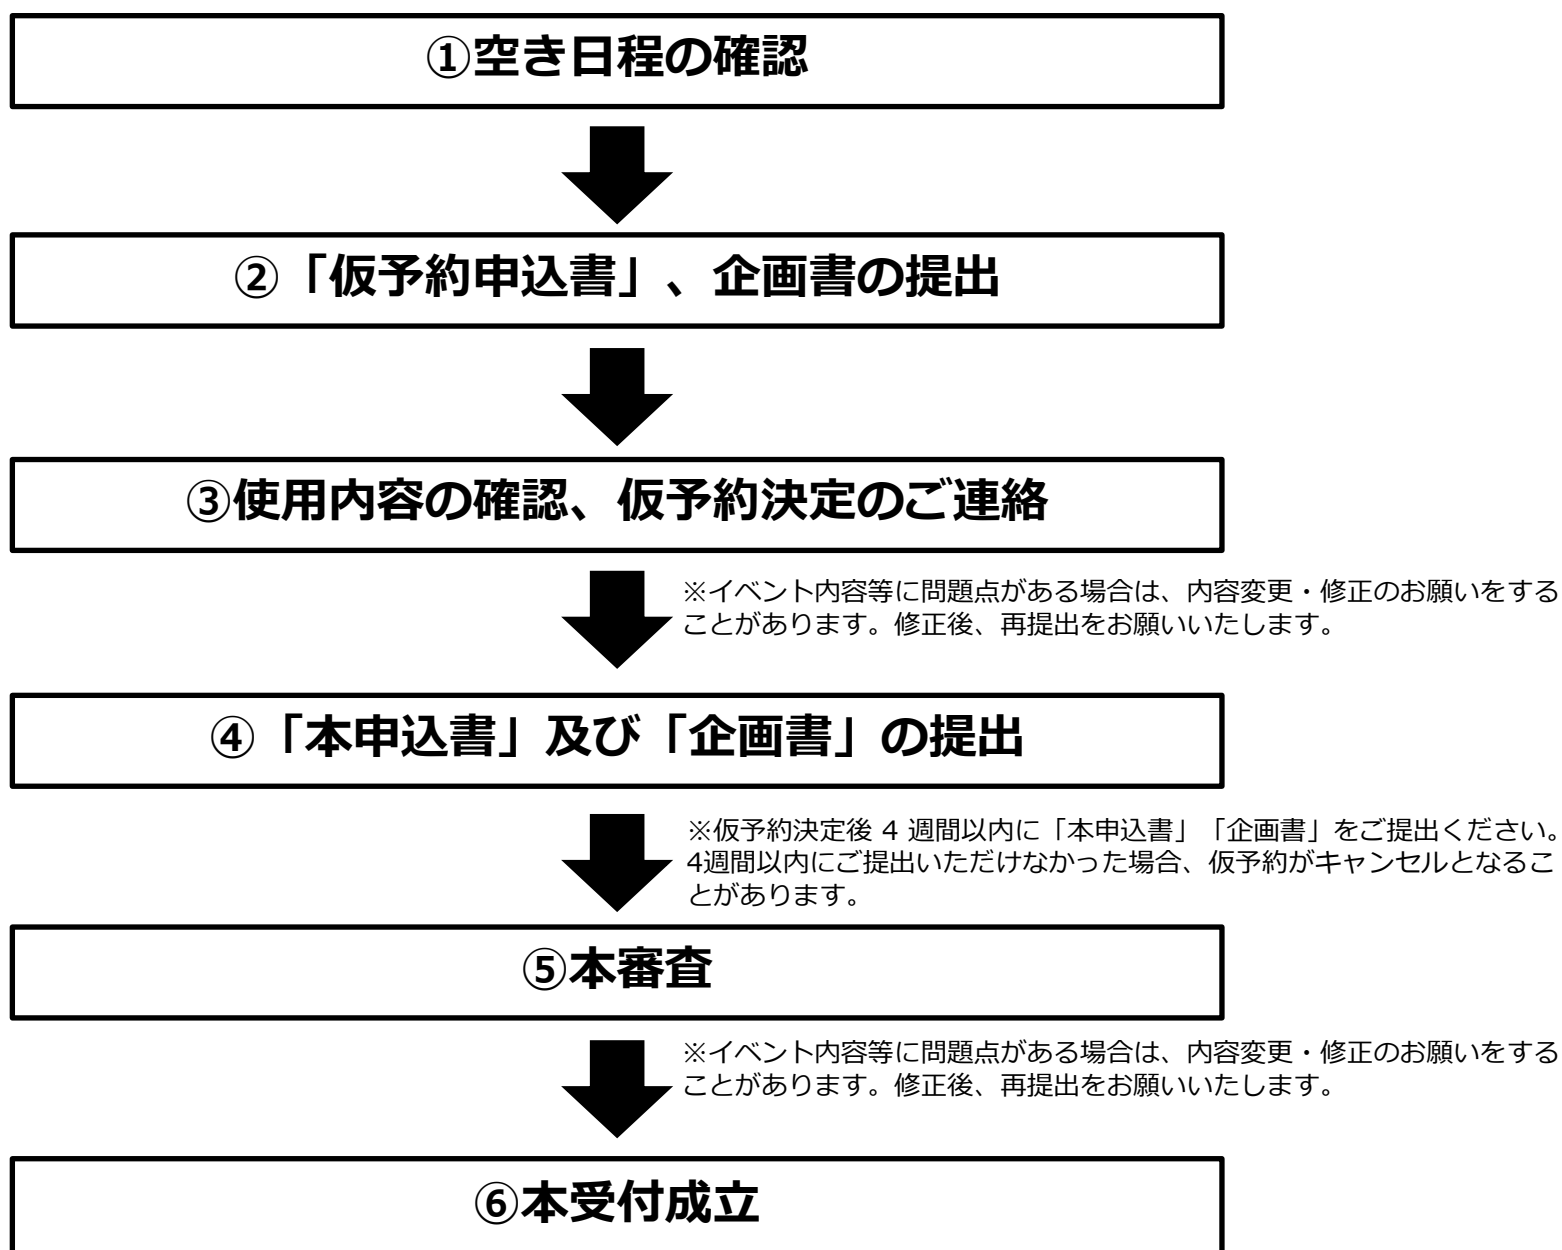 ①空き日程の確認
②「仮予約申込書」、企画書の提出
③使用内容の確認、仮予約決定のご連絡
※イベント内容等に問題点がある場合は、内容変更・修正のお願いをする
ことがあります。修正後、再提出をお願いいたします。
④「本申込書」及び「企画書」の提出
※仮予約決定後 4 週間以内に「本申込書」「企画書」をご提出ください。
4週間以内にご提出いただけなかった場合、仮予約がキャンセルとなるこ
とがあります。
⑤本審査
※イベント内容等に問題点がある場合は、内容変更・修正のお願いをする
ことがあります。修正後、再提出をお願いいたします。
⑥本受付成立